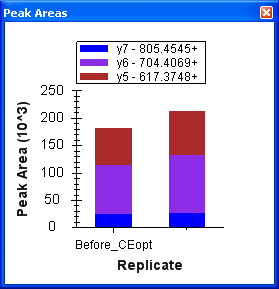 Peak Areas
y7 - 805.4545+
y6 - 704.4069+
y5 - 617.3748+
Peak Area (10^3)
250
200
150
100
50
0
Before_CEopt
Replicate